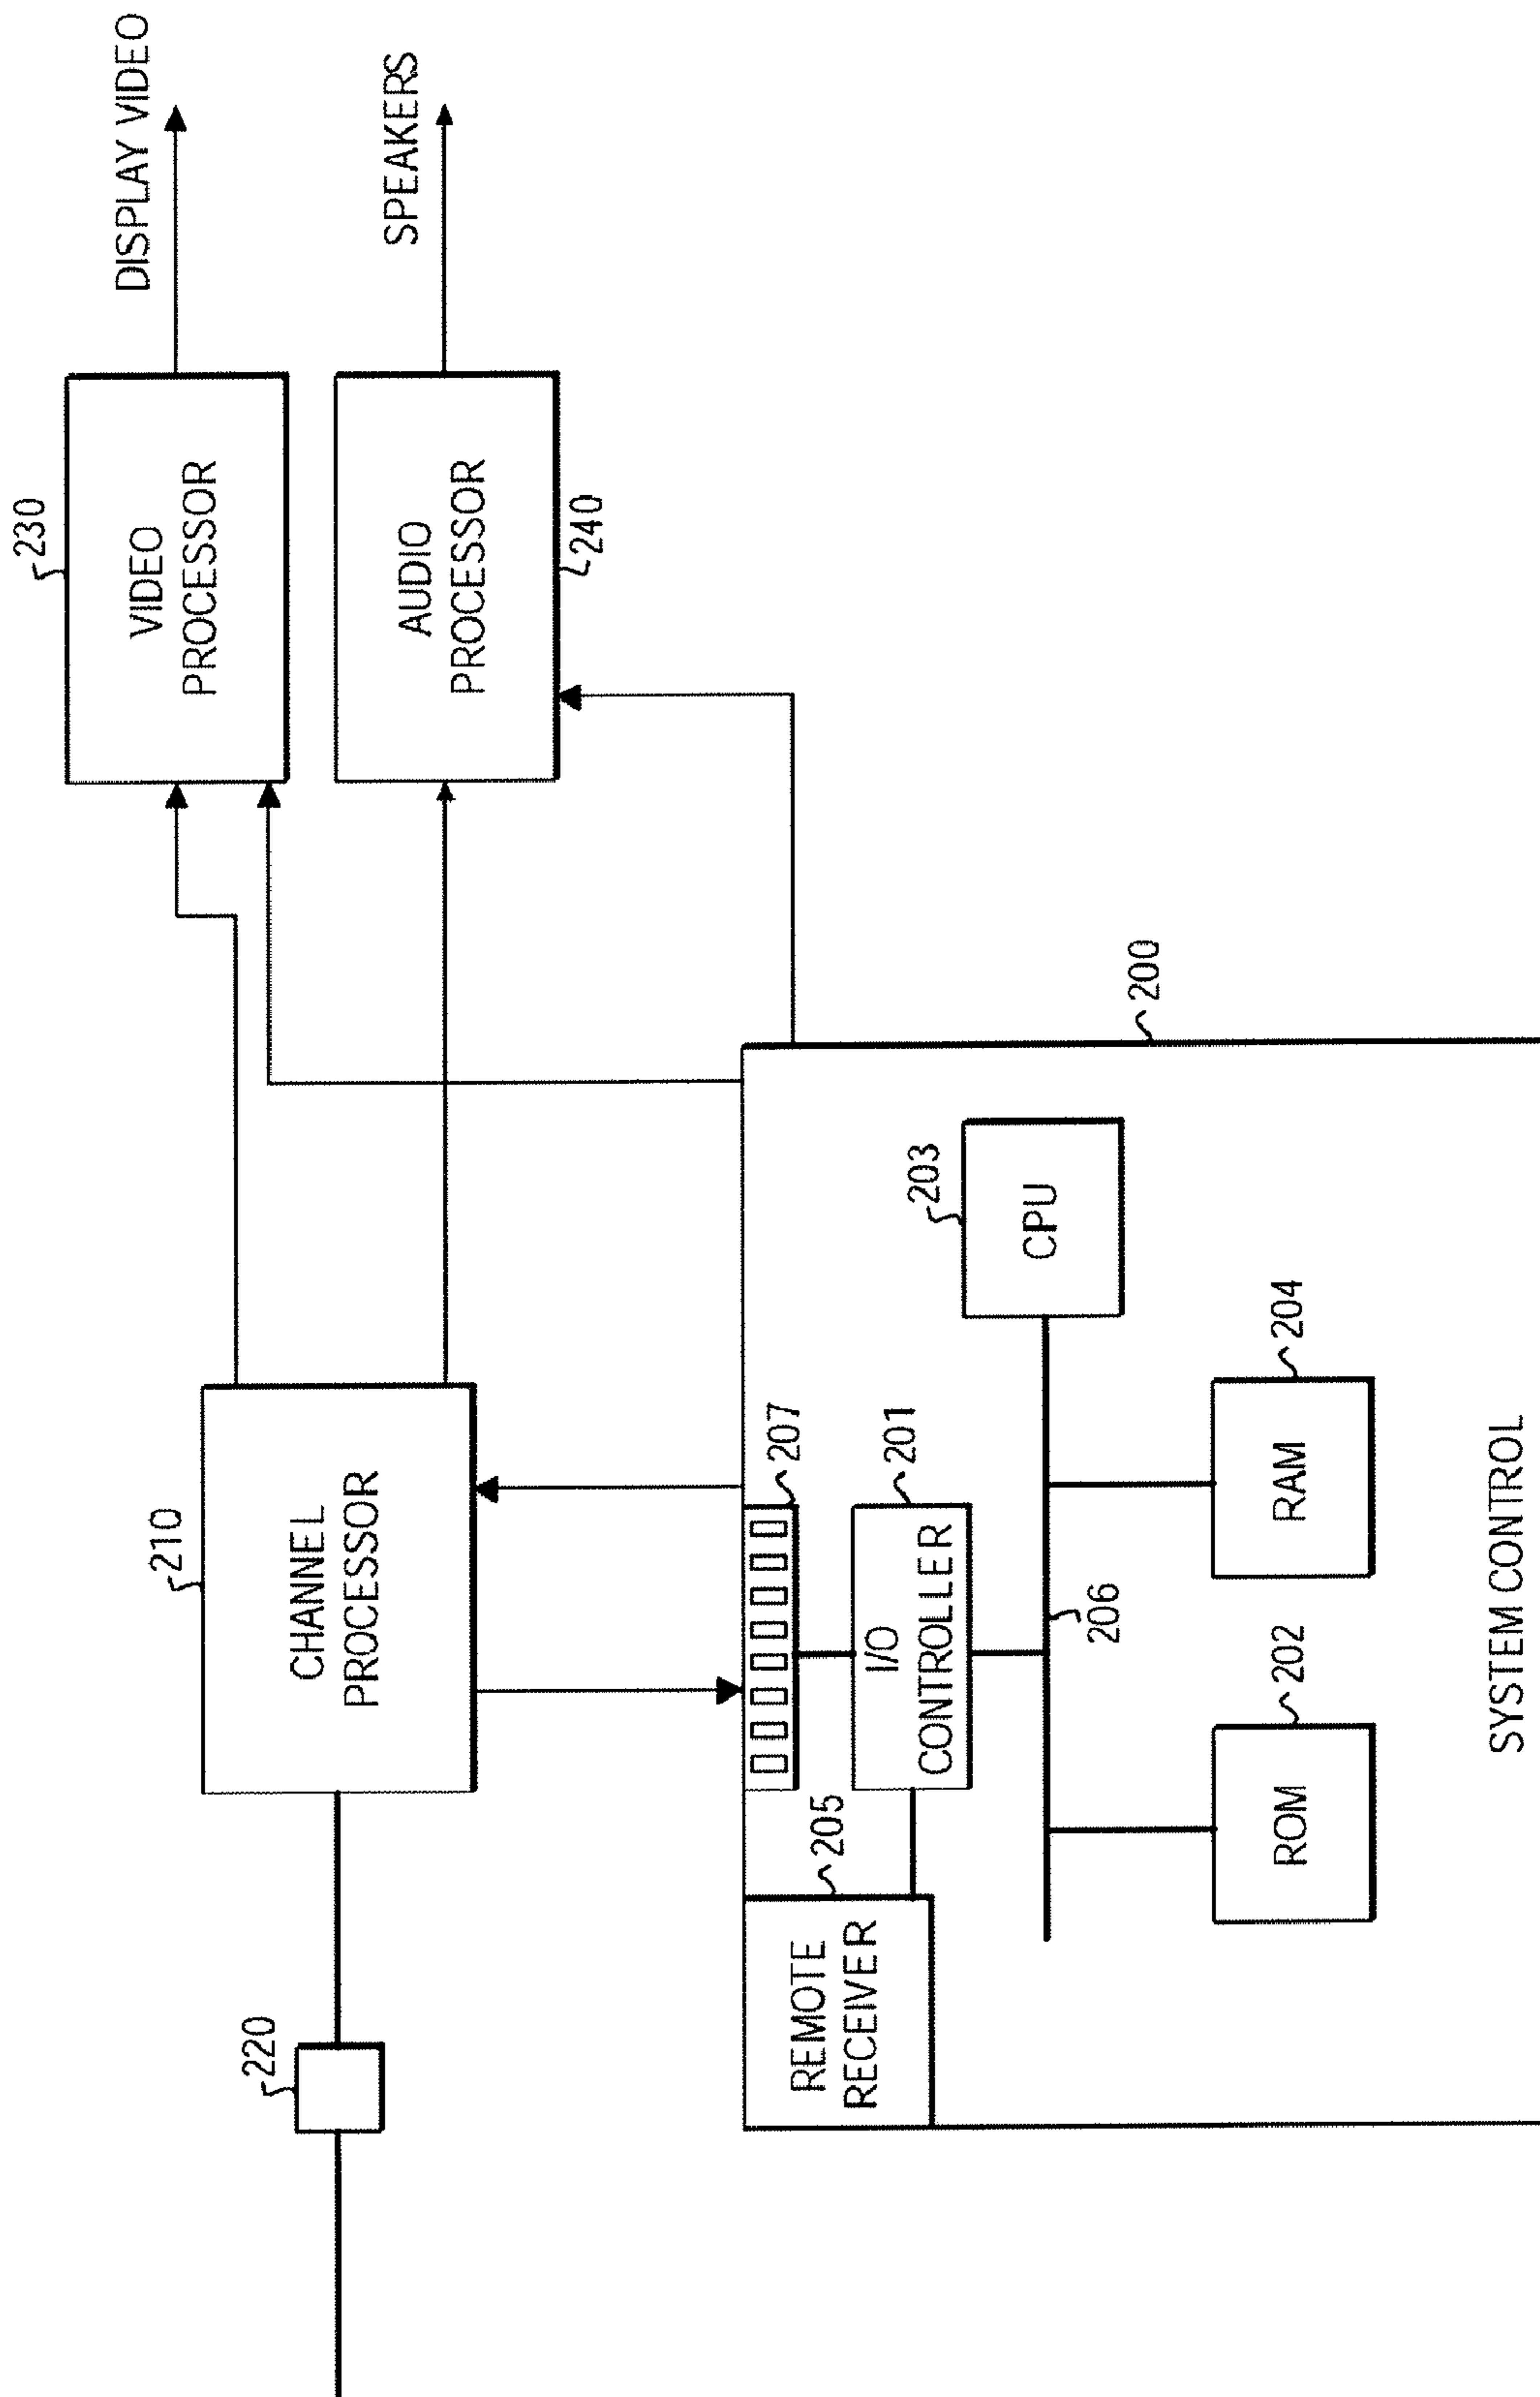 DISPLAY VIDEO
SPEAKERS
230
VIDEO
PROCESSOR
AUDIO
PROCESSOR
240
210
CHANNEL
PROCESSOR
220
200
203
CPU
207
201
I/O
CONTROLLER
204
RAM
206
205
REMOTE
RECEIVER
202
ROM
SYSTEM CONTROL